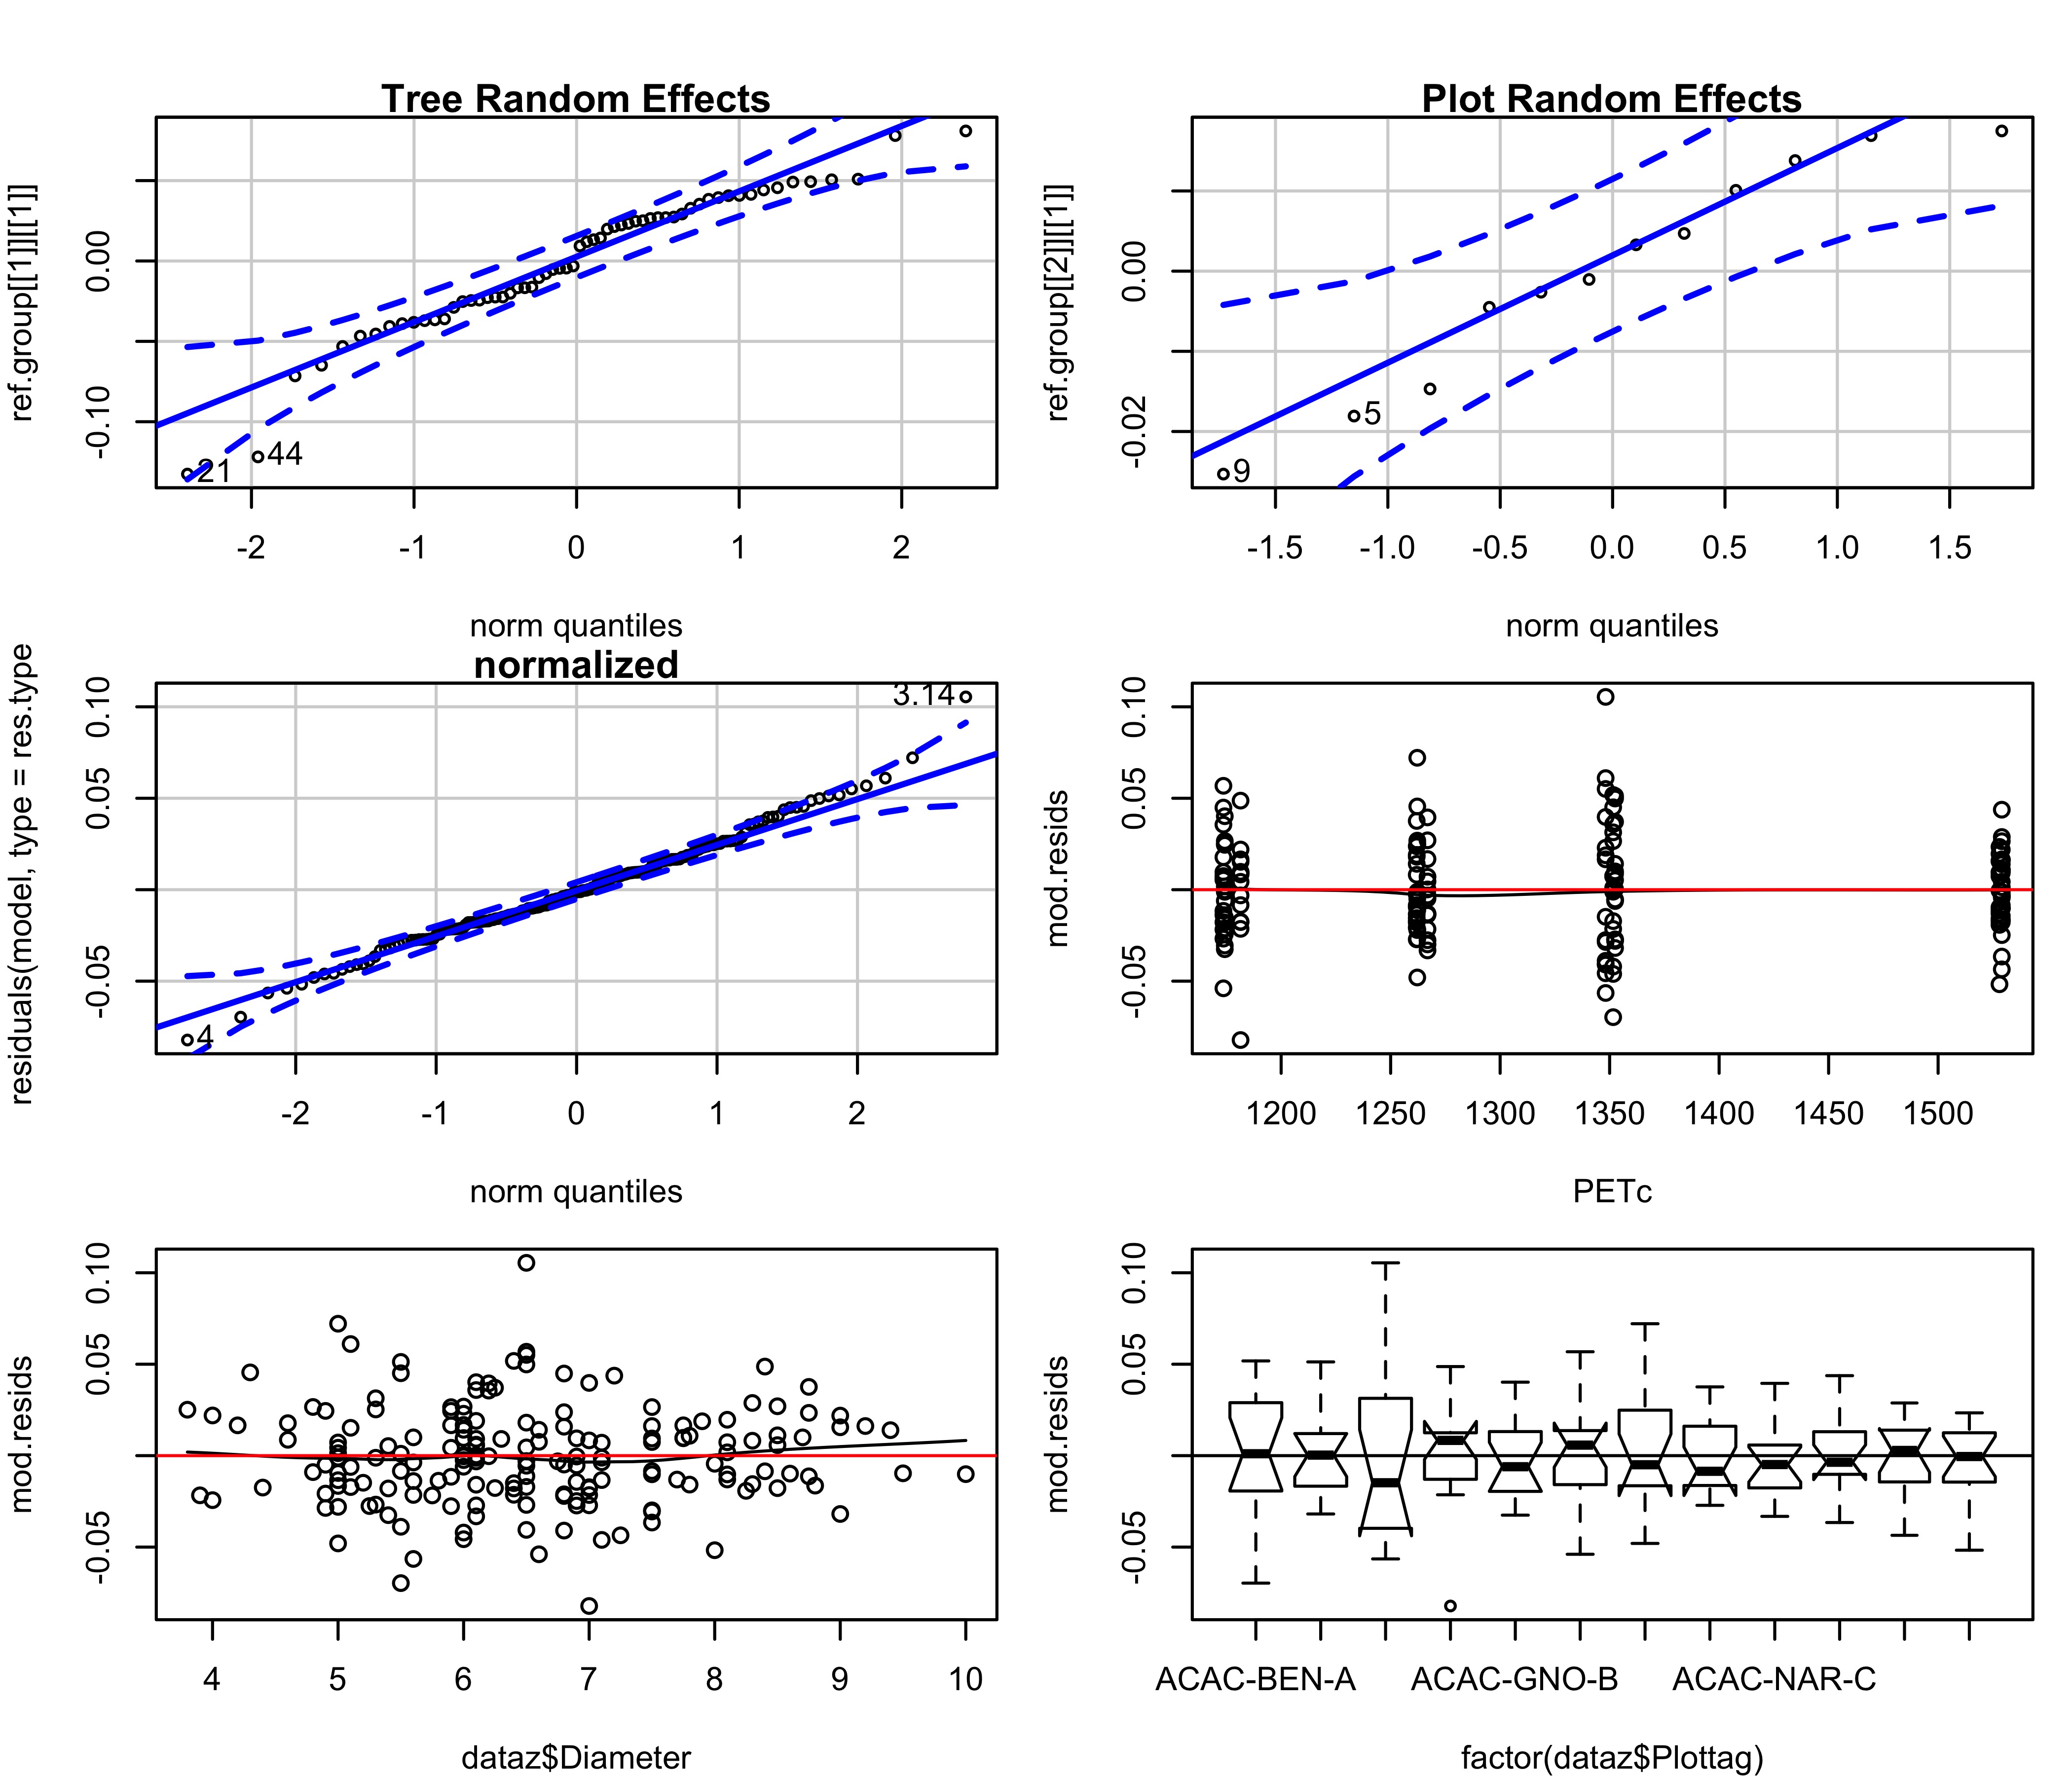 Tree Random Effects
ref.group[[1]][[1]]
0.00
-0.10
21
44
-2 -1 0 1 2
norm quantiles
Plot Random Effects
ref.group[[2]][[1]]
0.00
-0.02
9
5
-1.5 -1.0 -0.5 0.0 0.5 1.0 1.5
norm quantiles
normalized
residuals(model, type = res.type
0.10
0.05
-0.05
3.14
4
-2 -1 0 1 2
norm quantiles
mod.resids
0.10
0.05
-0.05
1200 1250 1300 1350 1400 1450 1500
PETc
mod.resids
0.10
0.05
-0.05
4 5 6 7 8 9 10
dataz$Diameter
mod.resids
0.10
0.05
-0.05
ACAC-BEN-A ACAC-GNO-B ACAC-NAR-C
factor(dataz$Plottag)